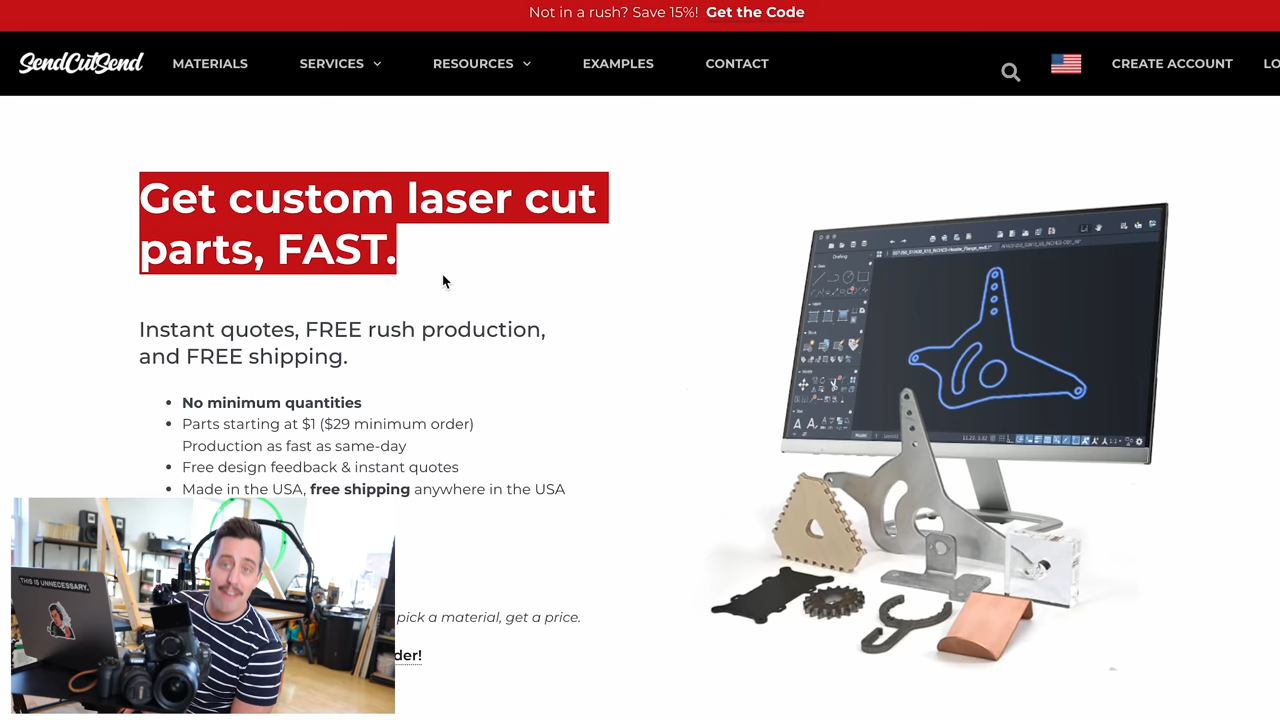 Not in a rush? Save 15%! Get the Code
SendCutSend
MATERIALS
SERVICES
RESOURCES
EXAMPLES
CONTACT
CREATE ACCOUNT
LO
Get custom laser cut
parts, FAST.
Instant quotes, FREE rush production,
and FREE shipping.
No minimum quantities
Parts starting at $1 ($29 minimum order)
Production as fast as same-day
Free design feedback & instant quotes
Made in the USA, free shipping anywhere in the USA
pick a material, get a price.
der!
THIS IS UNNECESSARY.
Drafting